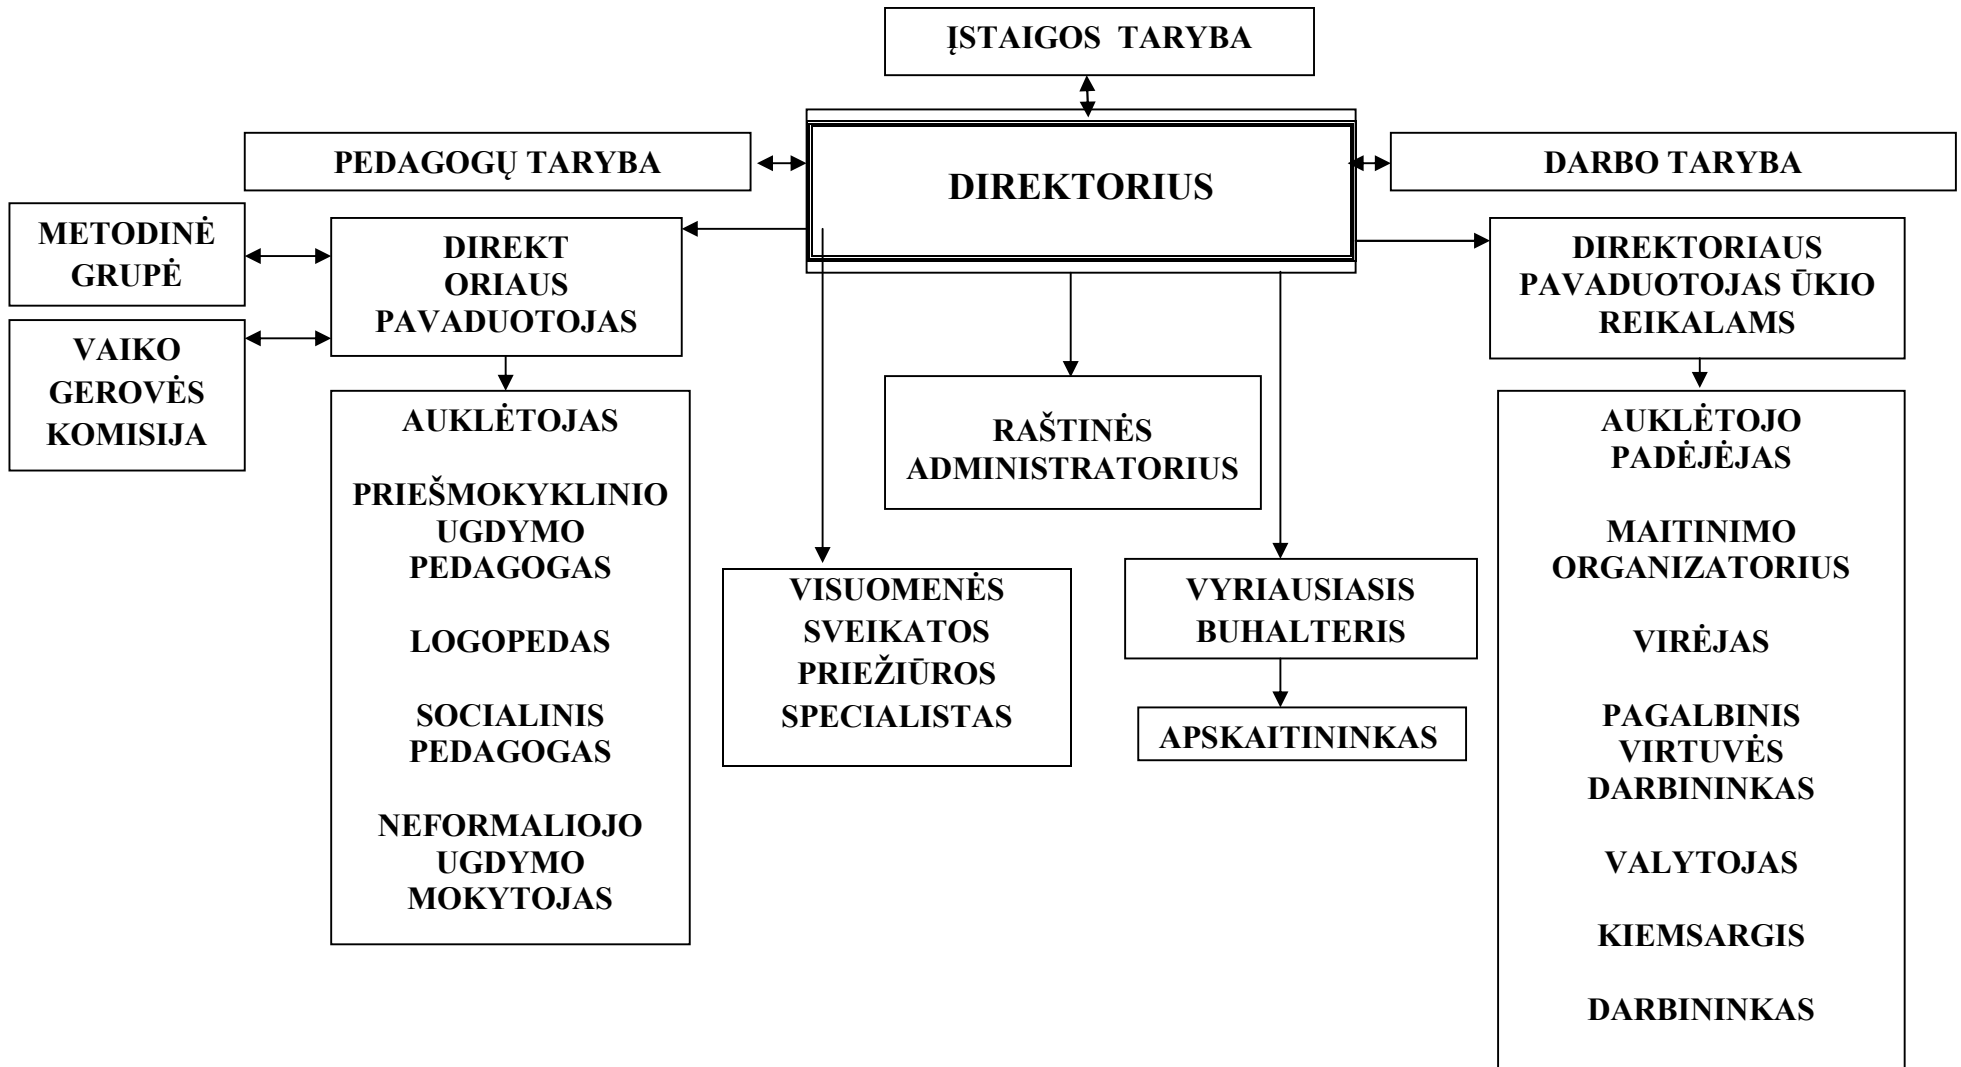 ĮSTAIGOS TARYBA
PEDAGOGŲ TARYBA
DIREKTORIUS
DARBO TARYBA
METODINĖ
GRUPĖ
VAIKO
GEROVĖS
KOMISIJA
DIREKT
ORIAUS
PAVADUOTOJAS
DIREKTORIAUS
PAVADUOTOJAS ŪKIO
REIKALAMS
AUKLĖTOJAS
PRIEŠMOKYKLINIO
UGDYMO
PEDAGOGAS
LOGOPEDAS
SOCIALINIS
PEDAGOGAS
NEFORMALIOJO
UGDYMO
MOKYTOJAS
VISUOMENĖS
SVEIKATOS
PRIEŽIŪROS
SPECIALISTAS
RAŠTINĖS
ADMINISTRATORIUS
VYRIAUSIASIS
BUHALTERIS
APSKAITININKAS
AUKLĖTOJO
PADĖJĖJAS
MAITINIMO
ORGANIZATORIUS
VIRĖJAS
PAGALBINIS
VIRTUVĖS
DARBININKAS
VALYTOJAS
KIEMSARGIS
DARBININKAS